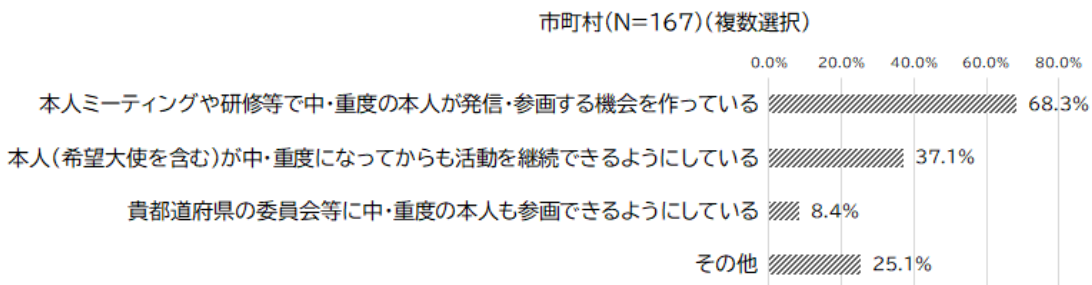 市町村(N=167)(複数選択)
0.0% 20.0% 40.0% 60.0% 80.0%
本人ミーティングや研修等で中・重度の本人が発信・参画する機会を作っている 68.3%
本人(希望大使を含む)が中・重度になってからも活動を継続できるようにしている 37.1%
貴都道府県の委員会等に中・重度の本人も参画できるようにしている 8.4%
その他 25.1%